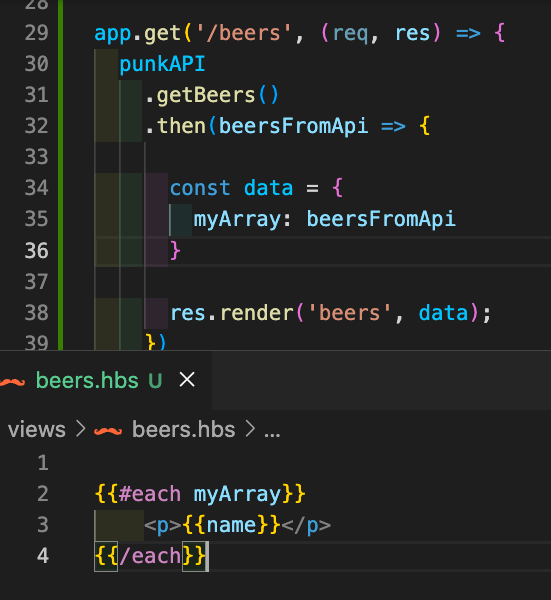 28
29 app.get('/beers', (req, res) => {
30 punkAPI
31 .getBeers()
32 .then(beersFromApi => {
33
34 const data = {
35 myArray: beersFromApi
36 }
37
38 res.render('beers', data);
39 })
beers.hbs U ×
views > beers.hbs > ...
1
2 {{#each myArray}}
3 <p>{{name}}</p>
4 {{/each}}